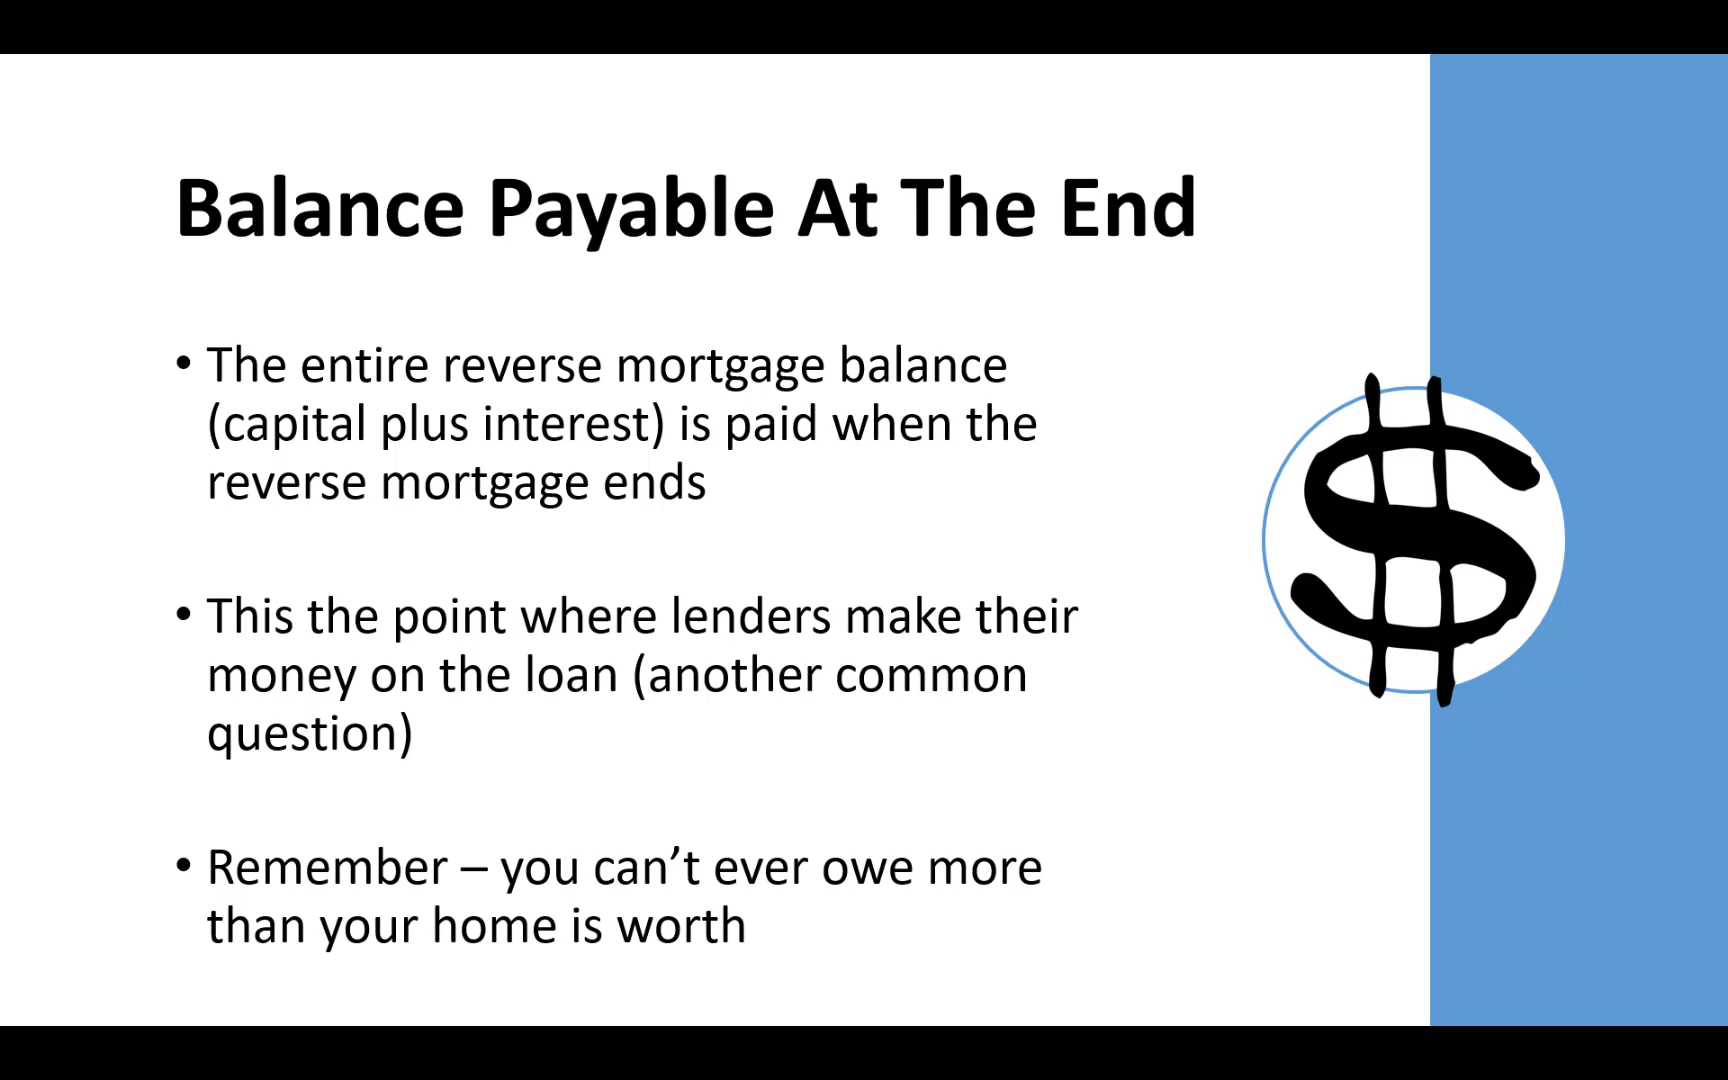 Balance Payable At The End
• The entire reverse mortgage balance
(capital plus interest) is paid when the
reverse mortgage ends
• This the point where lenders make their
money on the loan (another common
question)
• Remember – you can’t ever owe more
than your home is worth
$